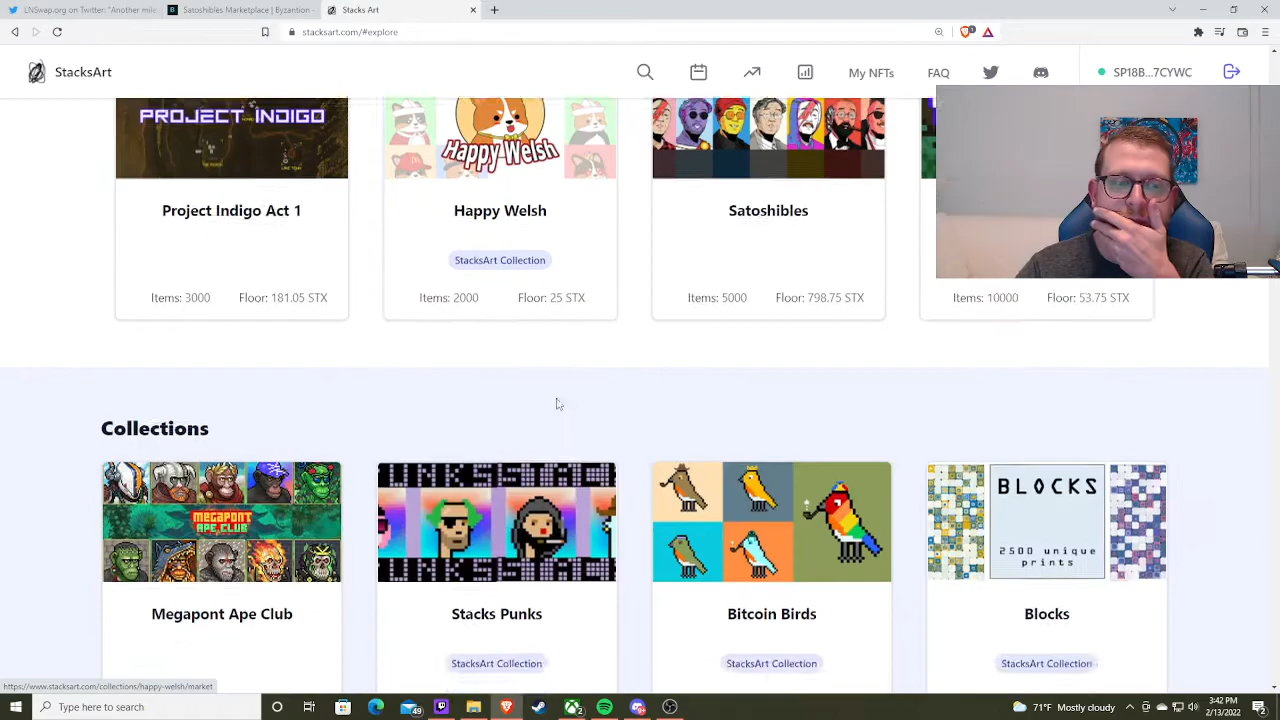 LNSwap.org on Twitter: "Another mile
Satoshibles Marketplace | Byzantion -
Stacks Art
stacksart.com/#explore
StacksArt
My NFTs
FAQ
SP18B...7CYWC
PROJECT INDIGO
Happy Welsh
Project Indigo Act 1
Happy Welsh
Satoshibles
StacksArt Collection
Items: 3000
Floor: 181.05 STX
Items: 2000
Floor: 25 STX
Items: 5000
Floor: 798.75 STX
Items: 10000
Floor: 53.75 STX
Collections
MEGAPONT
APE CLUB
BLOCKS
2500 unique
prints
Megapont Ape Club
Stacks Punks
Bitcoin Birds
Blocks
StacksArt Collection
StacksArt Collection
StacksArt Collection
https://www.stacksart.com/collections/happy-welsh/market
Type here to search
49
2
71°F Mostly cloudy
3:42 PM
2/13/2022